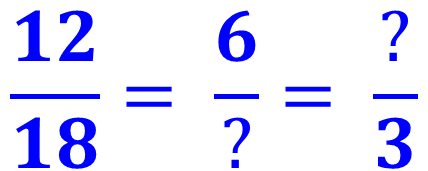 12/18 = 6/? = ?/3